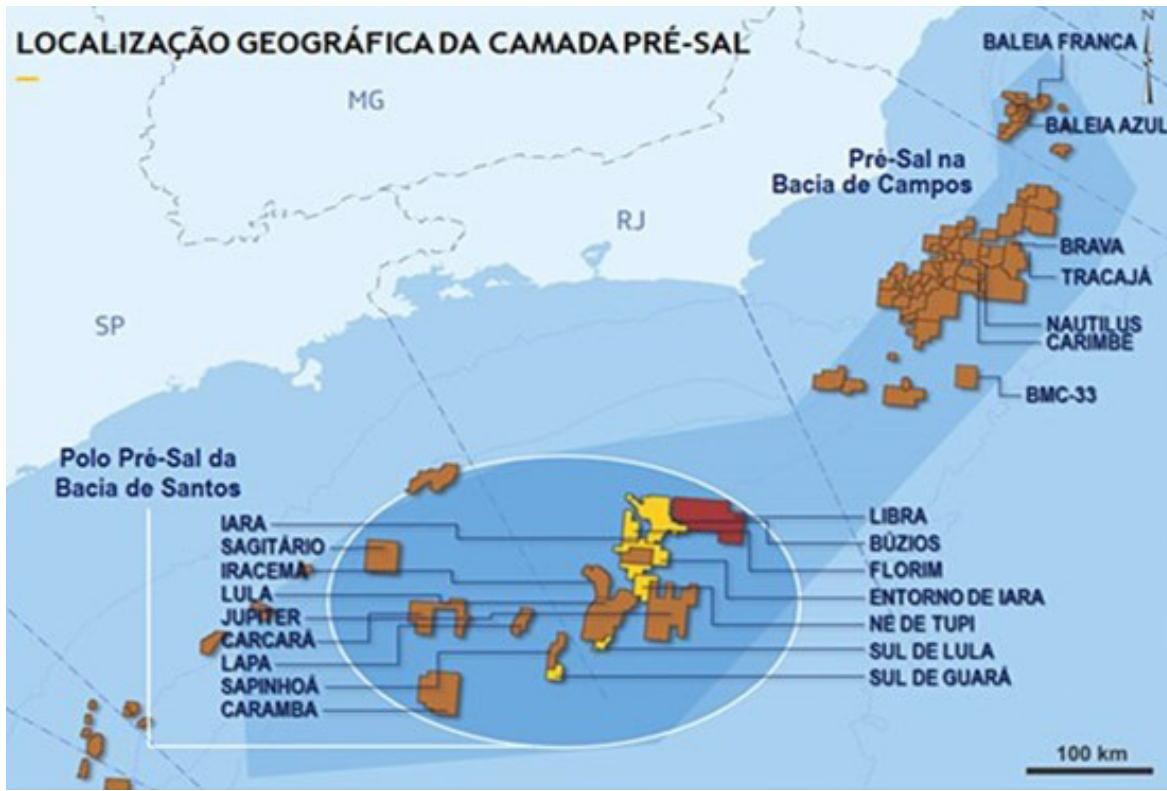 LOCALIZAÇÃO GEOGRÁFICA DA CAMADA PRÉ-SAL
N
BALEIA FRANCA
MG
BALEIA AZUL
Pré-Sal na
Bacia de Campos
RJ
BRAVA
TRACAJÁ
SP
NAUTILUS
CARIMBÉ
BMC-33
Polo Pré-Sal da
Bacia de Santos
IARA
SAGITÁRIO
IRACEMA
LULA
JUPITER
CARCARÁ
LAPA
SAPINHOÁ
CARAMBA
LIBRA
BÚZIOS
FLORIM
ENTORNO DE IARA
NE DE TUPI
SUL DE LULA
SUL DE GUARÁ
100 km